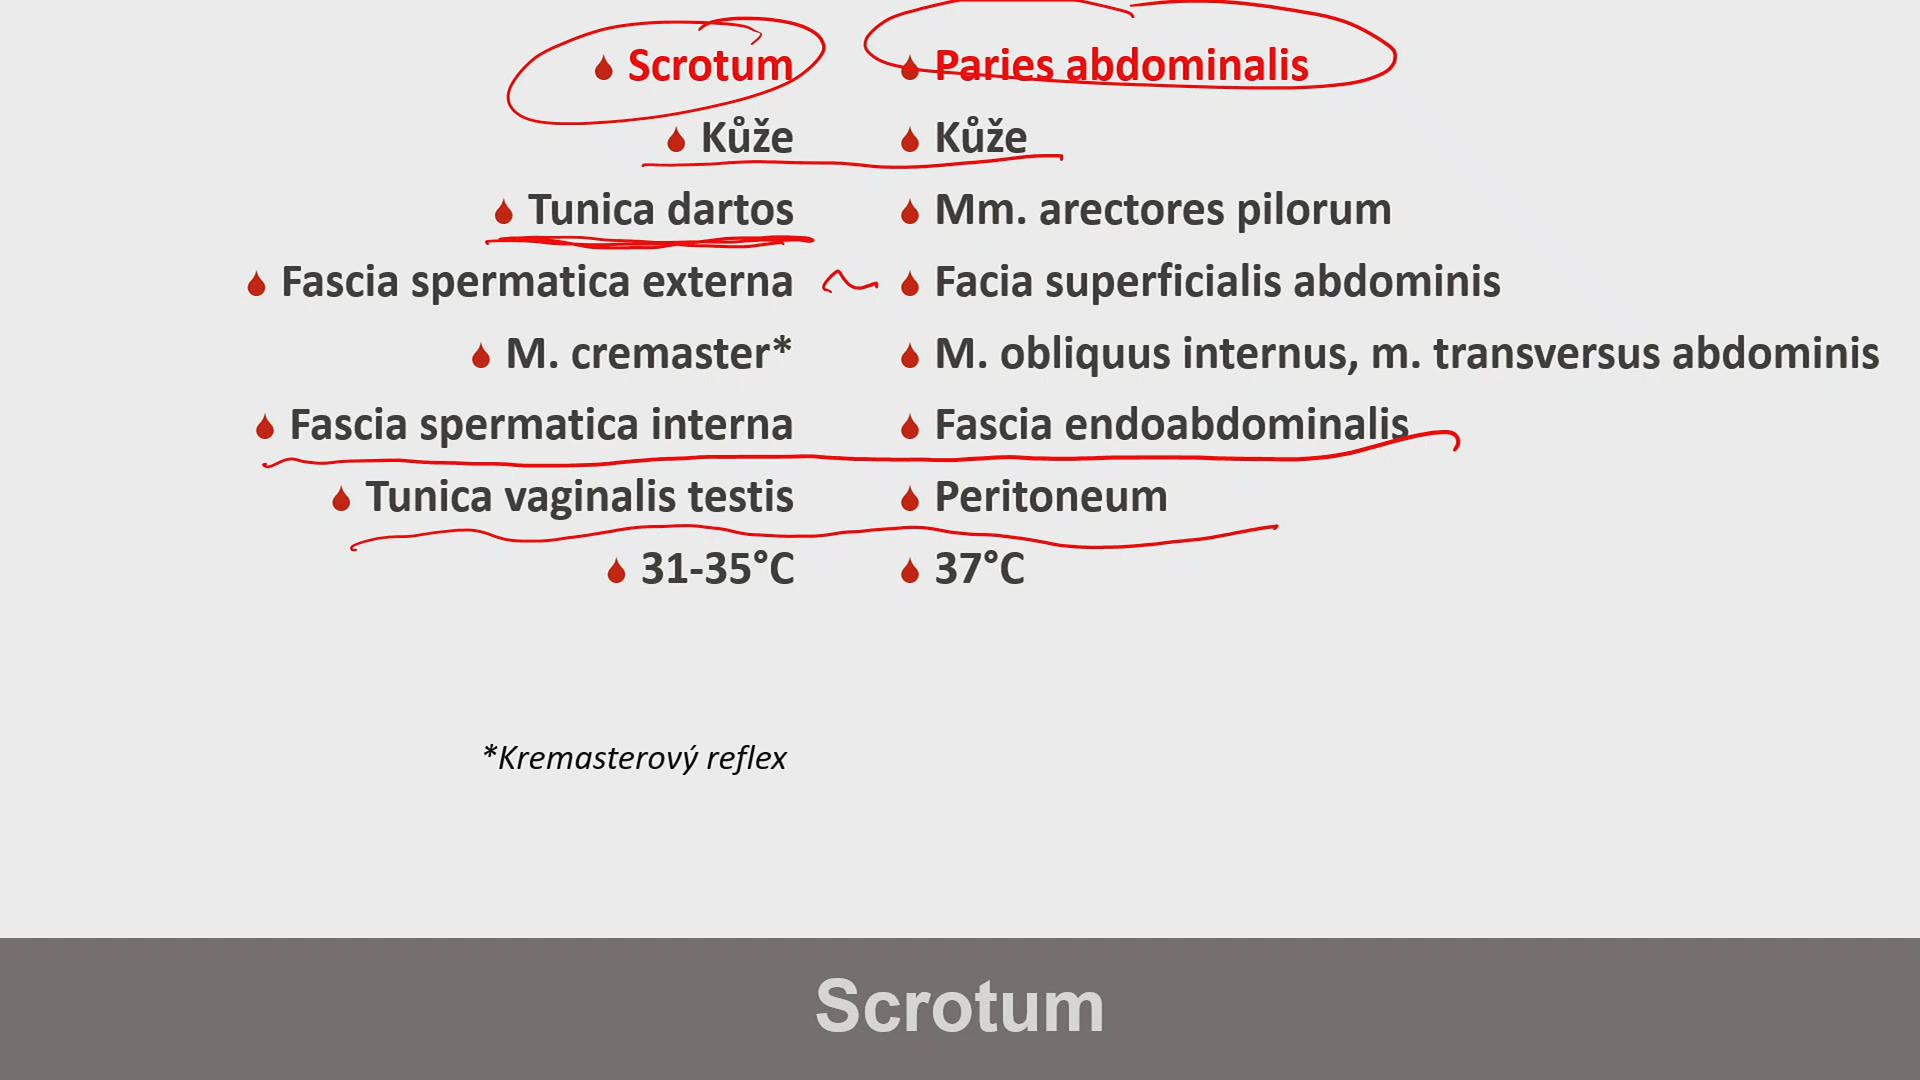 Scrotum Paries abdominalis
Kůže Kůže
Tunica dartos Mm. arectores pilorum
Fascia spermatica externa Facia superficialis abdominis
M. cremaster* M. obliquus internus, m. transversus abdominis
Fascia spermatica interna Fascia endoabdominalis
Tunica vaginalis testis Peritoneum
31-35°C 37°C
*Kremasterový reflex
Scrotum